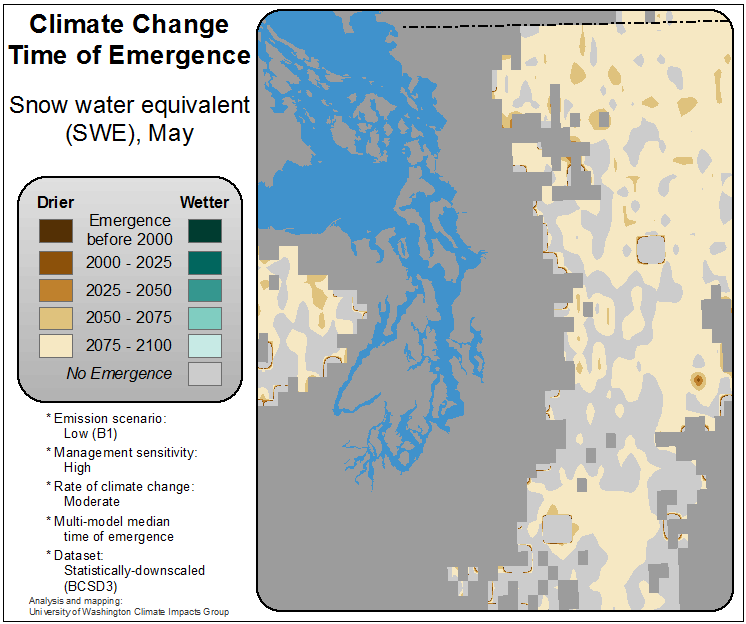 Climate Change
Time of Emergence
Snow water equivalent
(SWE), May
Drier
Wetter
Emergence
before 2000
2000 - 2025
2025 - 2050
2050 - 2075
2075 - 2100
No Emergence
* Emission scenario:
Low (B1)
* Management sensitivity:
High
* Rate of climate change:
Moderate
* Multi-model median
time of emergence
* Dataset:
Statistically-downscaled
(BCSD3)
Analysis and mapping:
University of Washington Climate Impacts Group